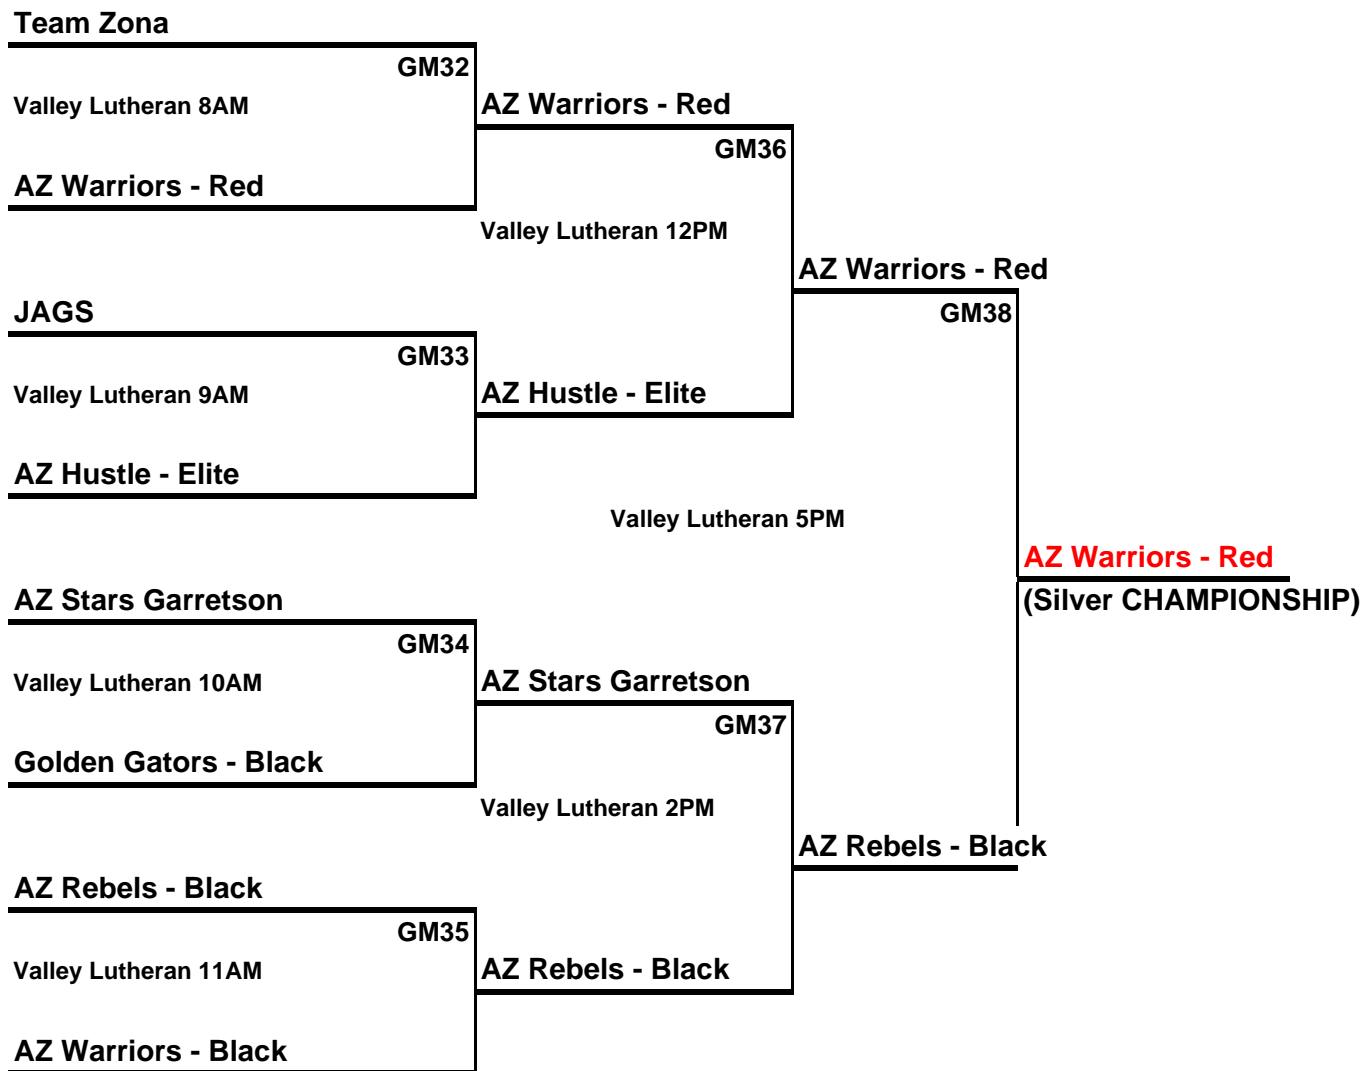 Team Zona
GM32
Valley Lutheran 8AM
AZ Warriors - Red
GM36
AZ Warriors - Red
Valley Lutheran 12PM
AZ Warriors - Red
JAGS
GM38
GM33
Valley Lutheran 9AM
AZ Hustle - Elite
AZ Hustle - Elite
Valley Lutheran 5PM
AZ Warriors - Red
AZ Stars Garretson
(Silver CHAMPIONSHIP)
GM34
Valley Lutheran 10AM
AZ Stars Garretson
GM37
Golden Gators - Black
Valley Lutheran 2PM
AZ Rebels - Black
AZ Rebels - Black
GM35
Valley Lutheran 11AM
AZ Rebels - Black
AZ Warriors - Black